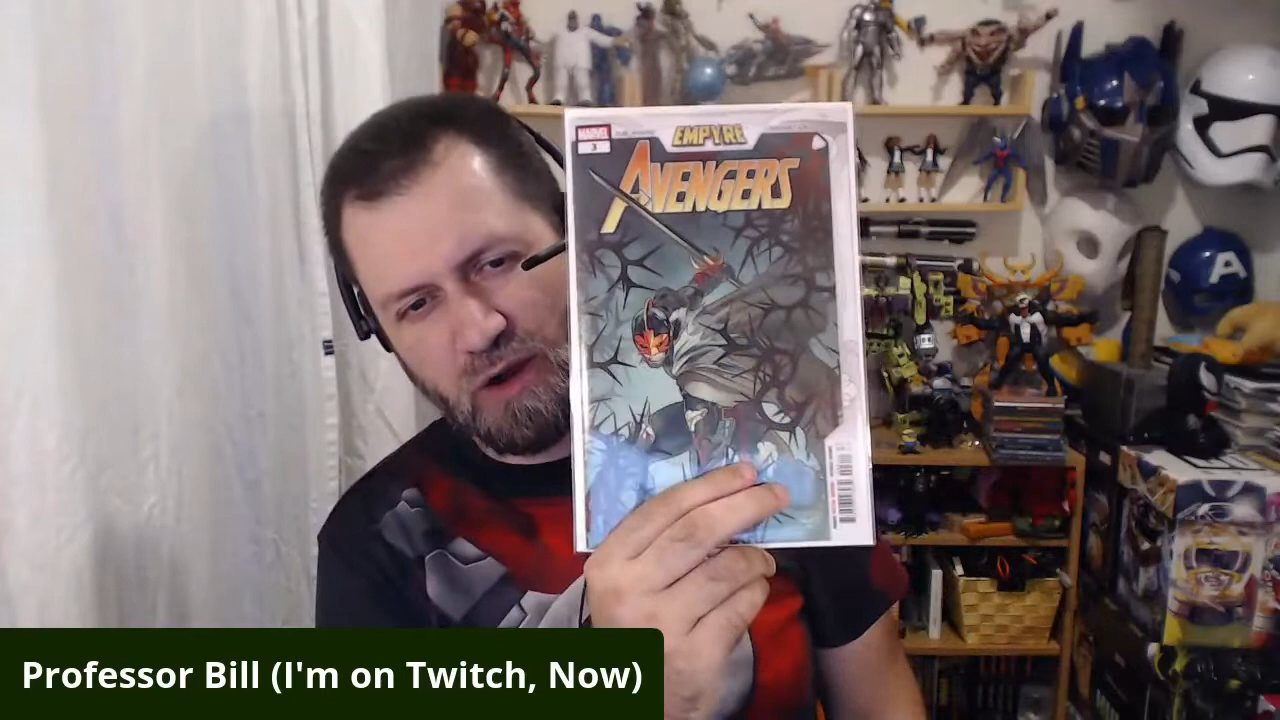 MARVEL
3
EMPYRE
AVENGERS
A
Professor Bill (I'm on Twitch, Now)